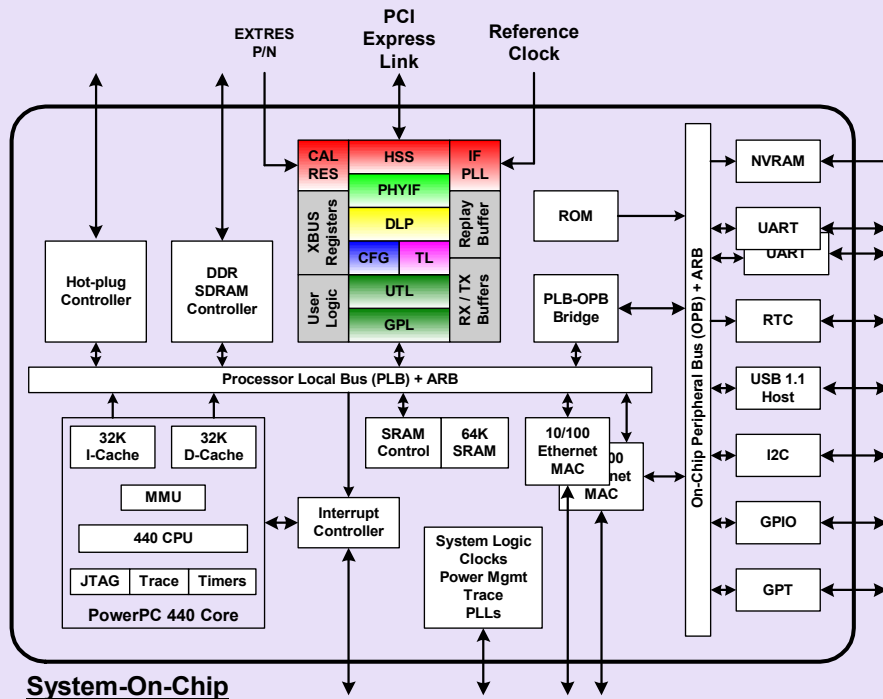 EXTRES
P/N
PCI
Express
Link
Reference
Clock
CAL
RES
HSS
IF
PLL
PHYIF
XBUS
Registers
DLP
Replay
Buffer
CFG
TL
User
Logic
UTL
GPL
RX / TX
Buffers
Hot-plug
Controller
DDR
SDRAM
Controller
ROM
PLB-OPB
Bridge
On-Chip Peripheral Bus (OPB) + ARB
NVRAM
UART
UART
RTC
USB 1.1
Host
I2C
GPIO
GPT
Processor Local Bus (PLB) + ARB
32K
I-Cache
32K
D-Cache
MMU
440 CPU
JTAG
Trace
Timers
PowerPC 440 Core
SRAM
Control
64K
SRAM
10/100
Ethernet
MAC
MAC
Interrupt
Controller
System Logic
Clocks
Power Mgmt
Trace
PLLs
System-On-Chip